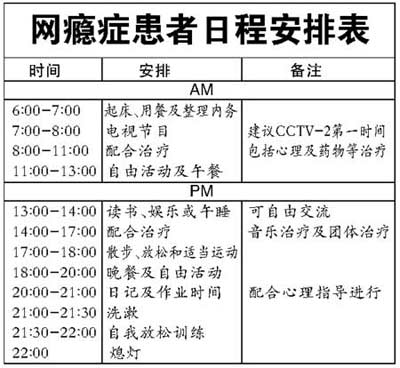 网瘾症患者日程安排表
时间 安排 备注
AM
6:00-7:00 起床、用餐及整理内务
7:00-8:00 电视节目 建议CCTV-2第一时间
8:00-11:00 配合治疗 包括心理及药物等治疗
11:00-13:00 自由活动及午餐
PM
13:00-14:00 读书、娱乐或午睡 可自由交流
14:00-17:00 配合治疗 音乐治疗及团体治疗
17:00-18:00 散步、放松和适当运动
18:00-20:00 晚餐及自由活动
20:00-21:00 日记及作业时间 配合心理指导进行
21:00-21:30 洗漱
21:30-22:00 自我放松训练
22:00 熄灯